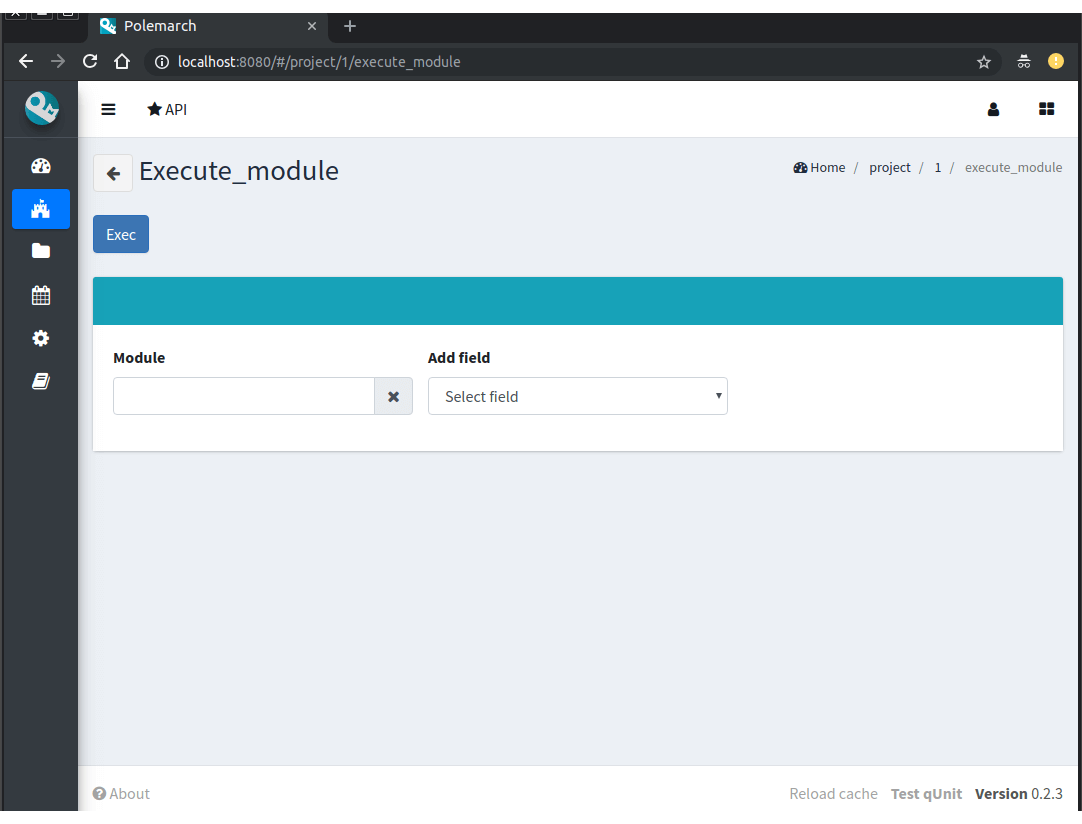 Polemarch
localhost:8080/#/project/1/execute_module
API
Execute_module
Home / project / 1 / execute_module
Exec
Module Add field
Select field
About Reload cache Test qUnit Version 0.2.3